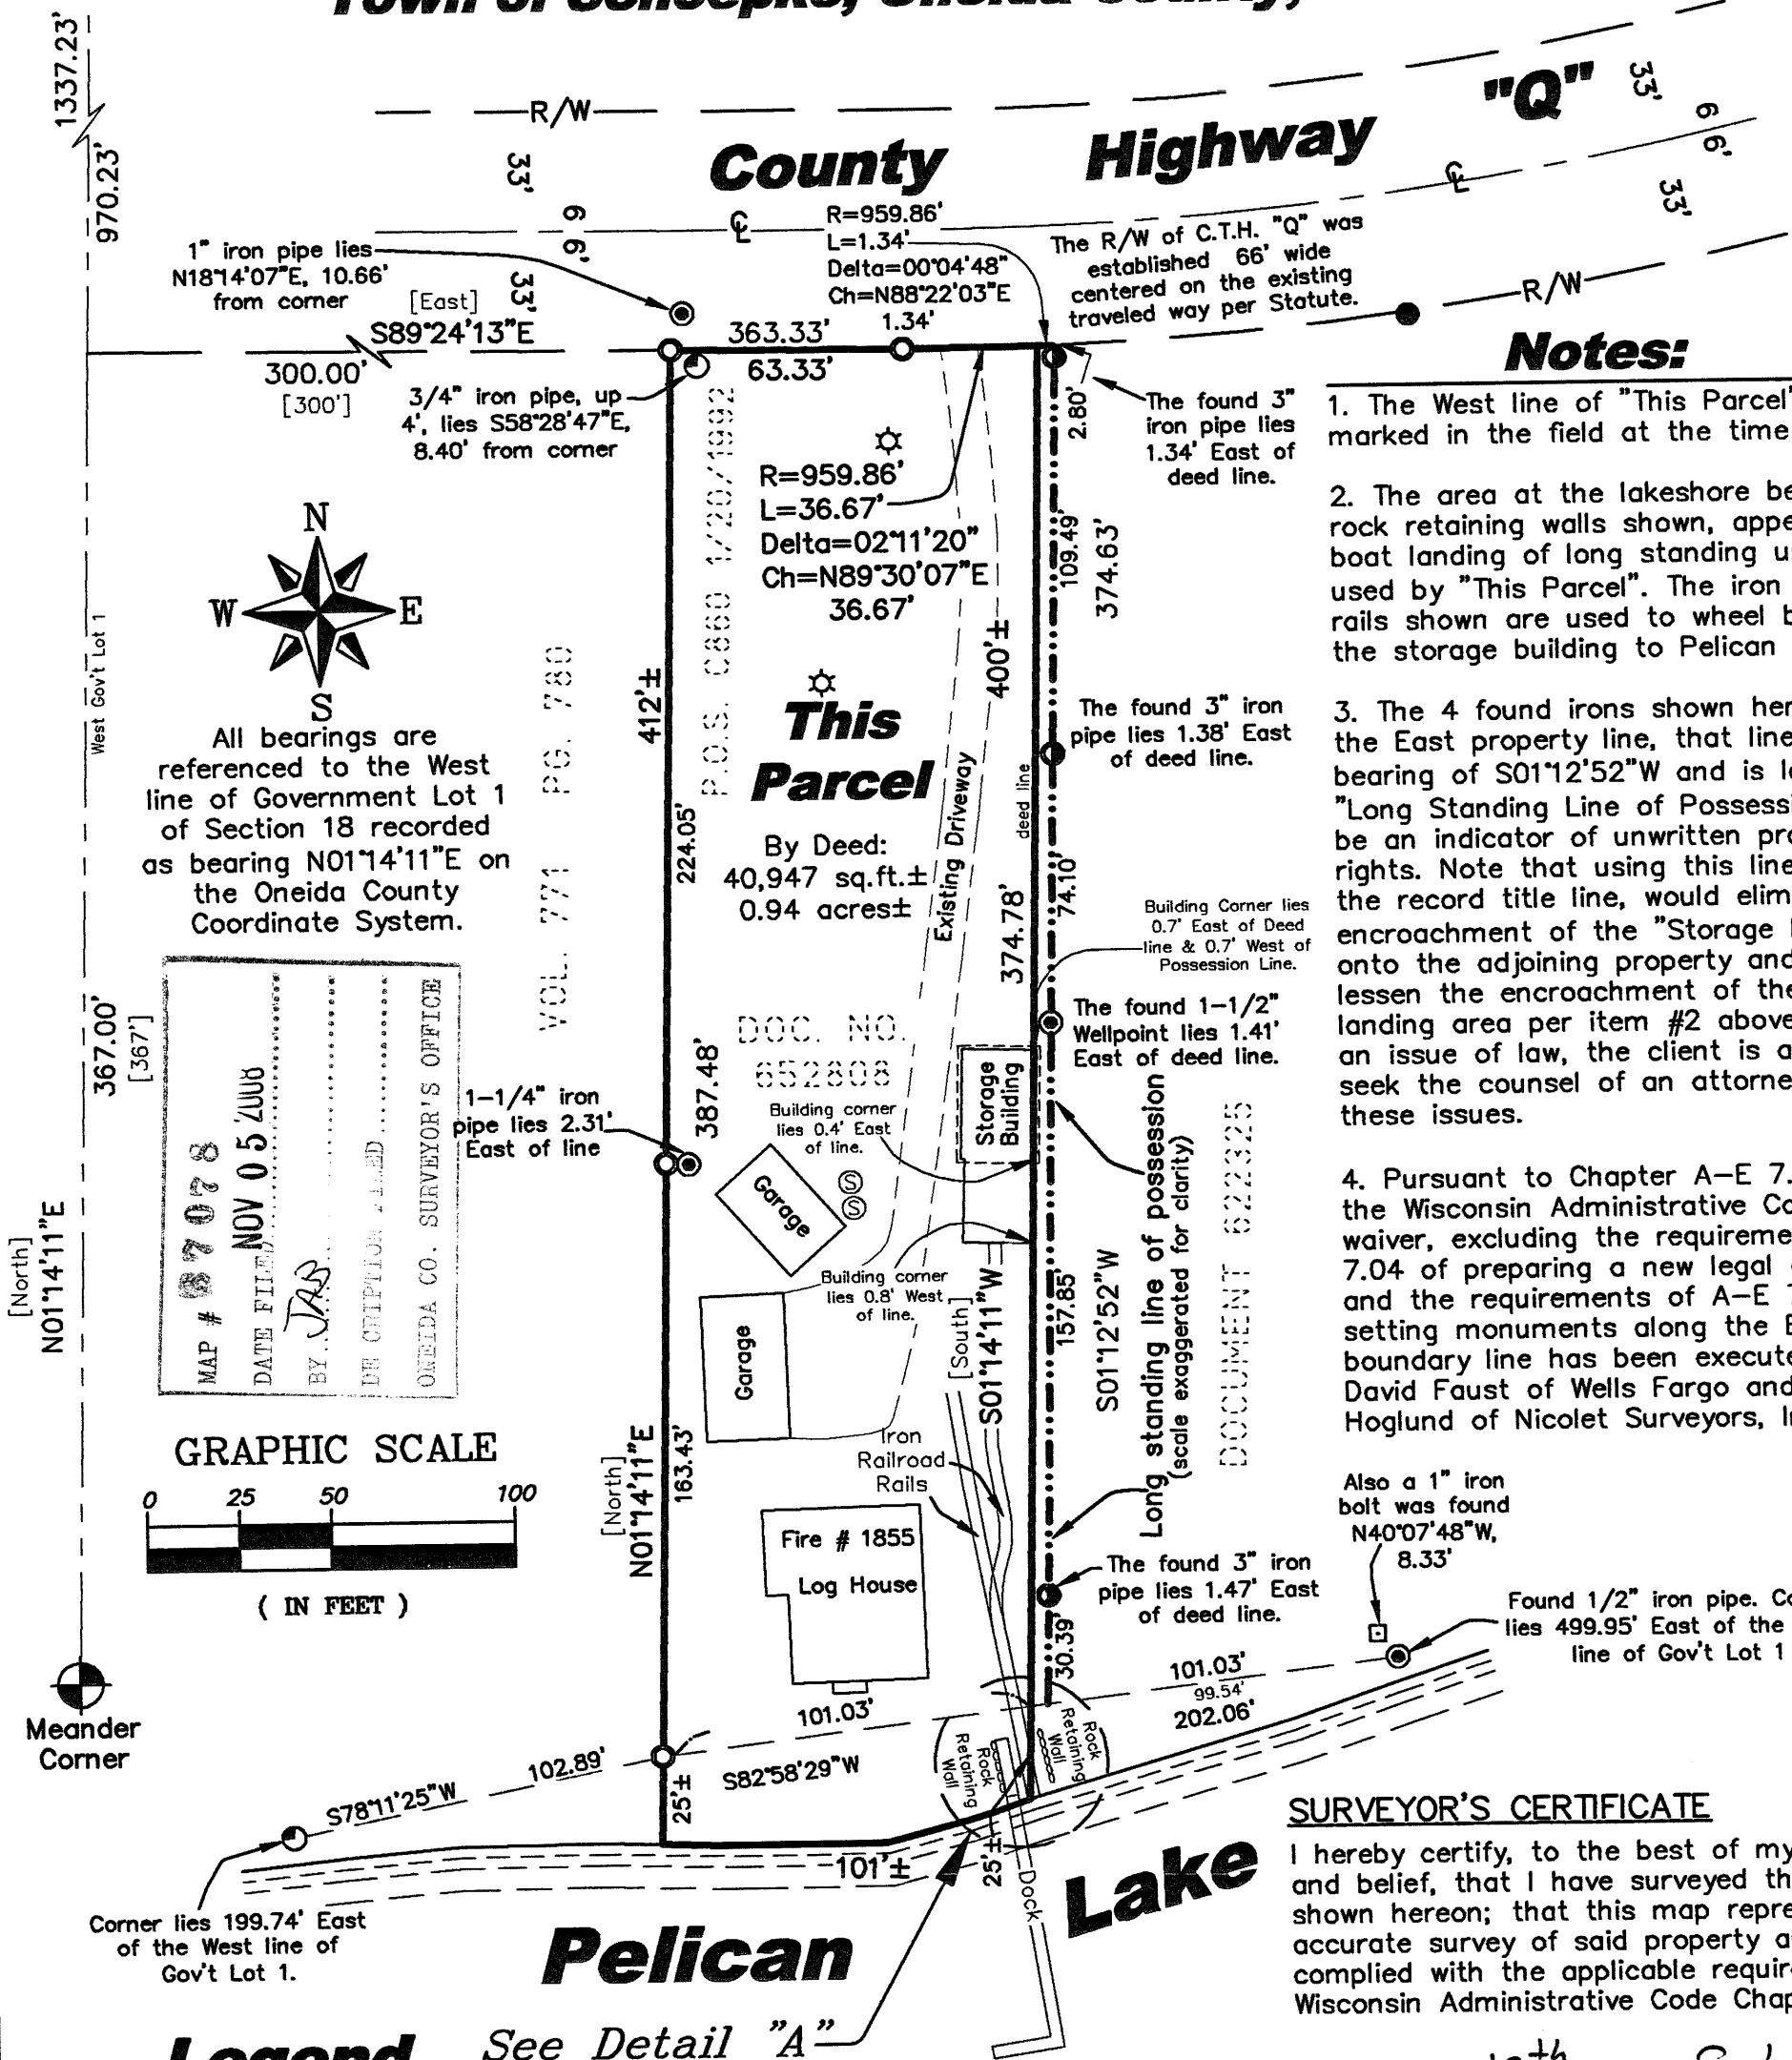 1337.23'
970.23'
R/W
33'
66'
33'
County Highway "Q"
33'
66'
33'
R/W
R=959.86'
L=1.34'
Delta=00°04'48"
Ch=N88°22'03"E
1.34'
The R/W of C.T.H. "Q" was
established 66' wide
centered on the existing
traveled way per Statute.
1" iron pipe lies
N18°14'07"E, 10.66'
from corner
[East]
S89°24'13"E
363.33'
63.33'
300.00'
[300']
3/4" iron pipe, up
4', lies S58°28'47"E,
8.40' from corner
2.80'
The found 3"
iron pipe lies
1.34' East of
deed line.
R=959.86'
L=36.67'
Delta=02°11'20"
Ch=N89°30'07"E
36.67'
P.O.S. C860 1/20/1992
109.49'
374.63'
400'±
N
W E
S
All bearings are
referenced to the West
line of Government Lot 1
of Section 18 recorded
as bearing N01°14'11"E on
the Oneida County
Coordinate System.
West Gov't Lot 1
VOL. 771 PG. 780
412'±
224.05'
This
Parcel
By Deed:
40,947 sq.ft.±
0.94 acres±
Existing Driveway
deed line
374.78'
The found 3" iron
pipe lies 1.38' East
of deed line.
74.10'
Building Corner lies
0.7' East of Deed
line & 0.7' West of
Possession Line.
The found 1-1/2"
Wellpoint lies 1.41'
East of deed line.
367.00'
[367']
MAP #
7078
NOV 05
DATE FILED
BY JAB
ONEIDA CO. SURVEYOR'S OFFICE
DOC. NO.
652808
387.48'
1-1/4" iron
pipe lies 2.31'
East of line
Building corner
lies 0.4' East
of line.
Storage
Building
Garage
S
S
Building corner
lies 0.8' West
of line.
Garage
[South]
S01°14'11"W
157.85'
S01°12'52"W
Long standing line of possession
(scale exaggerated for clarity)
DOCUMENT 622325
[North]
N01°14'11"E
GRAPHIC SCALE
0 25 50 100
( IN FEET )
[North]
N01°14'11"E
163.43'
Iron
Railroad
Rails
Fire # 1855
Log House
The found 3" iron
pipe lies 1.47' East
of deed line.
30.39'
Also a 1" iron
bolt was found
N40°07'48"W,
8.33'
Found 1/2" iron pipe.
lies 499.95' East of the
line of Gov't Lot 1
Meander
Corner
101.03'
99.54'
202.06'
101.03'
S82°58'29"W
102.89'
S78°11'25"W
25'±
Rock
Retaining
Wall
Rock
Retaining
Wall
101'±
25'±
Dock
Corner lies 199.74' East
of the West line of
Gov't Lot 1.
Pelican Lake
See Detail "A"
Notes:
1. The West line of "This Parcel"
marked in the field at the time
2. The area at the lakeshore
rock retaining walls shown,
boat landing of long standing
used by "This Parcel". The iron
rails shown are used to wheel
the storage building to Pelican
3. The 4 found irons shown
the East property line, that line
bearing of S01°12'52"W and is
"Long Standing Line of
be an indicator of unwritten
rights. Note that using this line
the record title line, would
encroachment of the "Storage
onto the adjoining property and
lessen the encroachment of the
landing area per item #2 above
an issue of law, the client is
seek the counsel of an
these issues.
4. Pursuant to Chapter A-E 7.
the Wisconsin Administrative
waiver, excluding the
7.04 of preparing a new legal
and the requirements of A-E
setting monuments along the
boundary line has been
David Faust of Wells Fargo and
Hoglund of Nicolet Surveyors,
SURVEYOR'S CERTIFICATE
I hereby certify, to the best of my
and belief, that I have surveyed
shown hereon; that this map
accurate survey of said property
complied with the applicable
Wisconsin Administrative Code